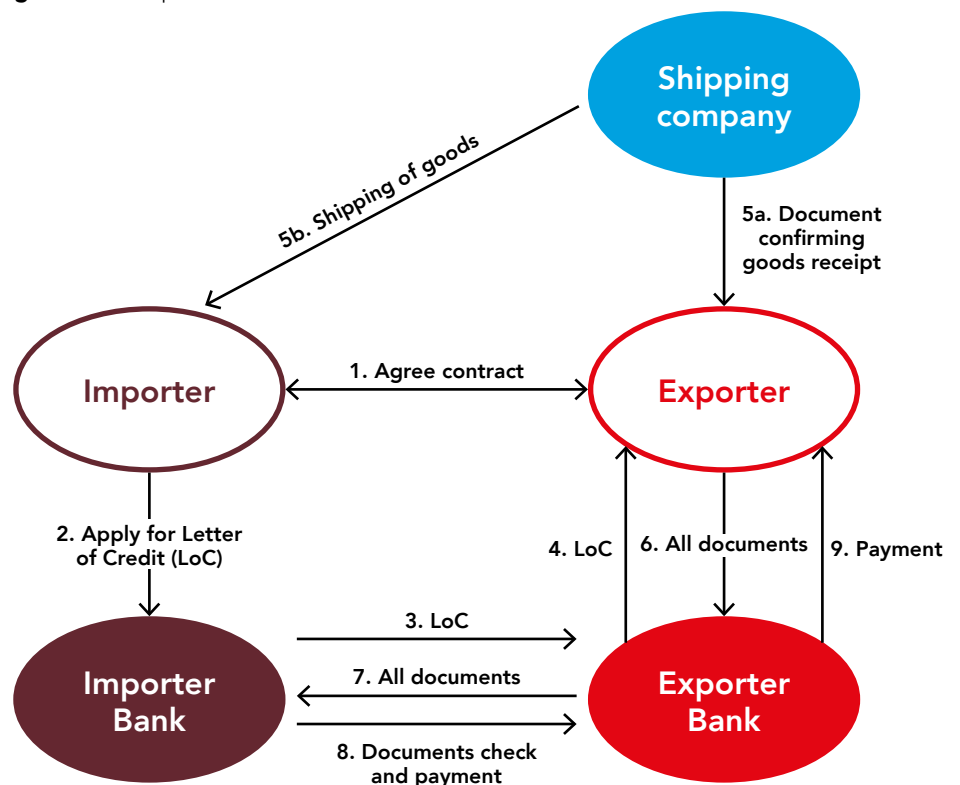 Shipping
company
5b. Shipping of goods
5a. Document
confirming
goods receipt
Importer
1. Agree contract
Exporter
2. Apply for Letter
of Credit (LoC)
4. LoC
6. All documents
9. Payment
3. LoC
Importer
Bank
7. All documents
Exporter
Bank
8. Documents check
and payment